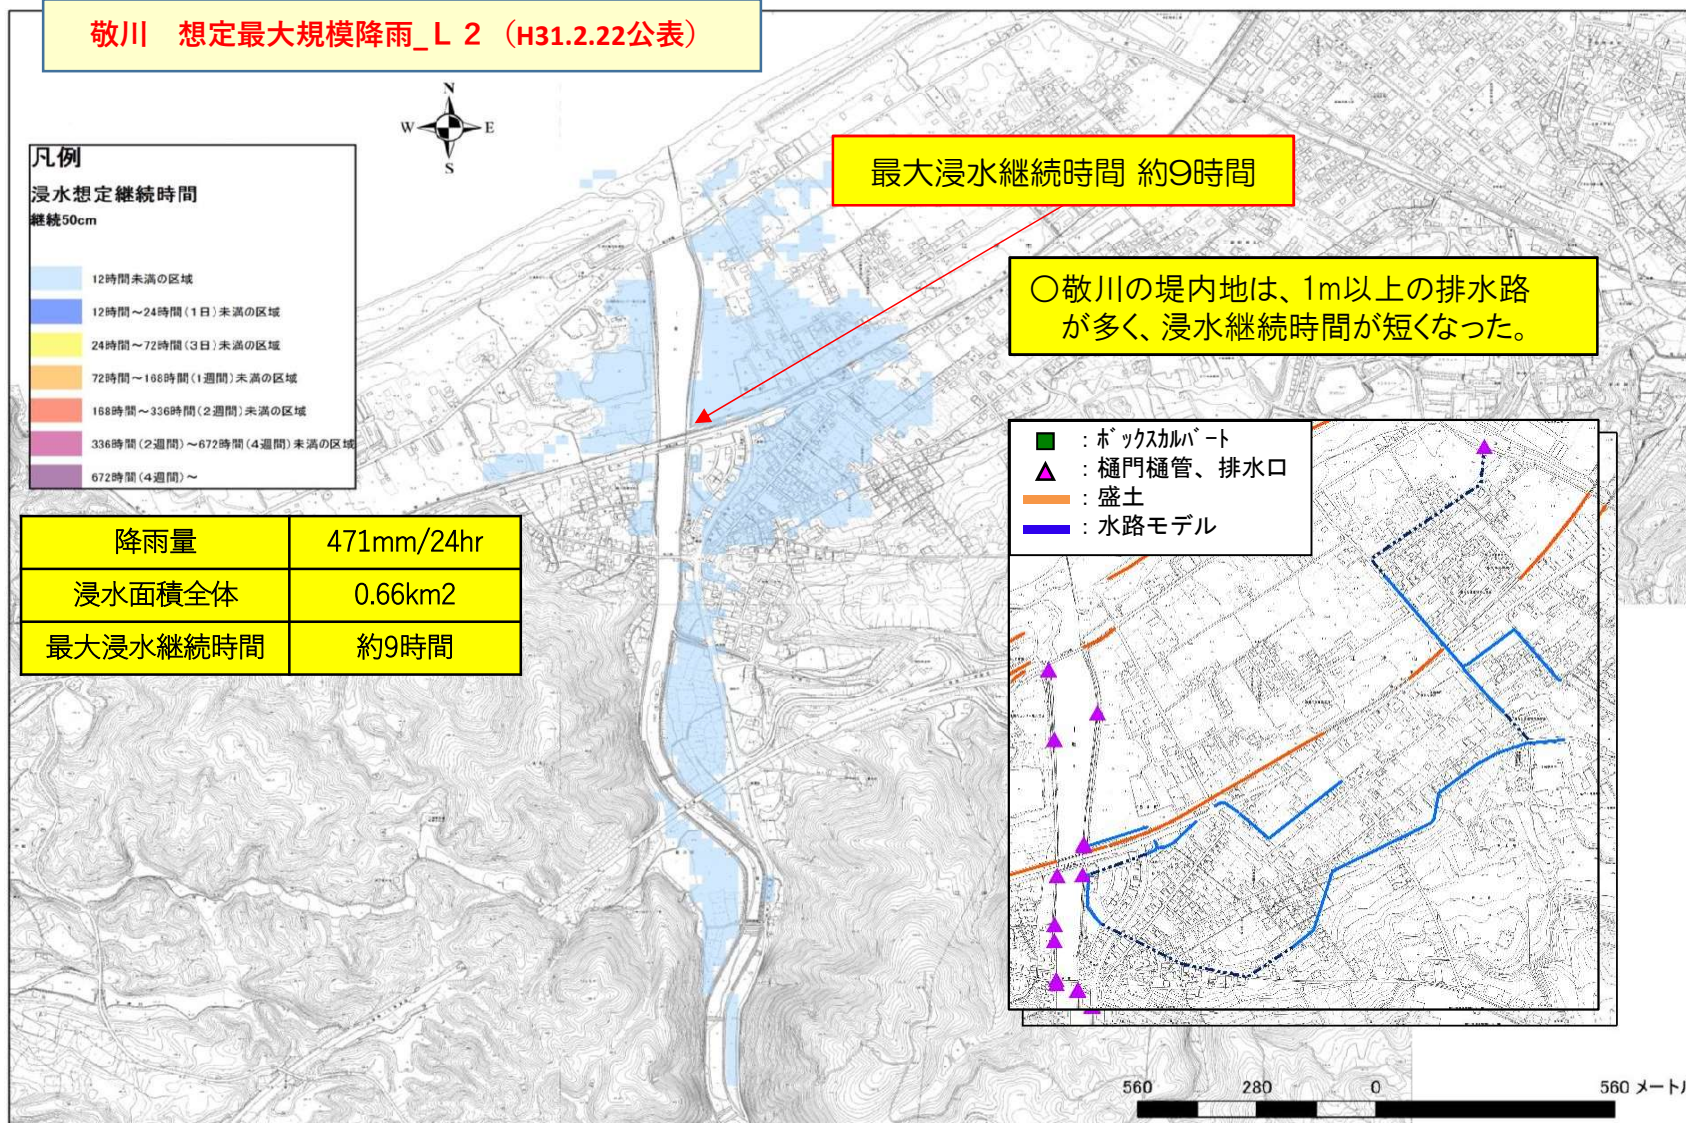 敬川　想定最大規模降雨_L２（H31.2.22公表）
N
W
E
S
凡例
浸水想定継続時間
継続50cm
12時間未満の区域
12時間～24時間(1日)未満の区域
24時間～72時間(3日)未満の区域
72時間～168時間(1週間)未満の区域
168時間～336時間(2週間)未満の区域
336時間(2週間)～672時間(4週間)未満の区域
672時間(4週間)～
最大浸水継続時間 約9時間
○敬川の堤内地は、1m以上の排水路
が多く、浸水継続時間が短くなった。
降雨量 471mm/24hr
浸水面積全体 0.66km2
最大浸水継続時間 約9時間
：ﾎﾞｯｸｽｶﾙﾊﾞｰﾄ
：樋門樋管、排水口
：盛土
：水路モデル
560 280 0 560 メートル